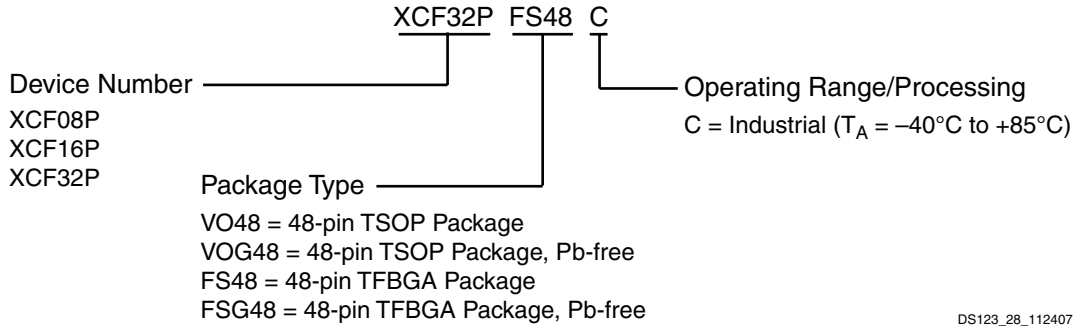 XCF32P FS48 C
Device Number
XCF08P
XCF16P
XCF32P
Operating Range/Processing
C = Industrial (T_A = –40°C to +85°C)
Package Type
VO48 = 48-pin TSOP Package
VOG48 = 48-pin TSOP Package, Pb-free
FS48 = 48-pin TFBGA Package
FSG48 = 48-pin TFBGA Package, Pb-free
DS123_28_112407